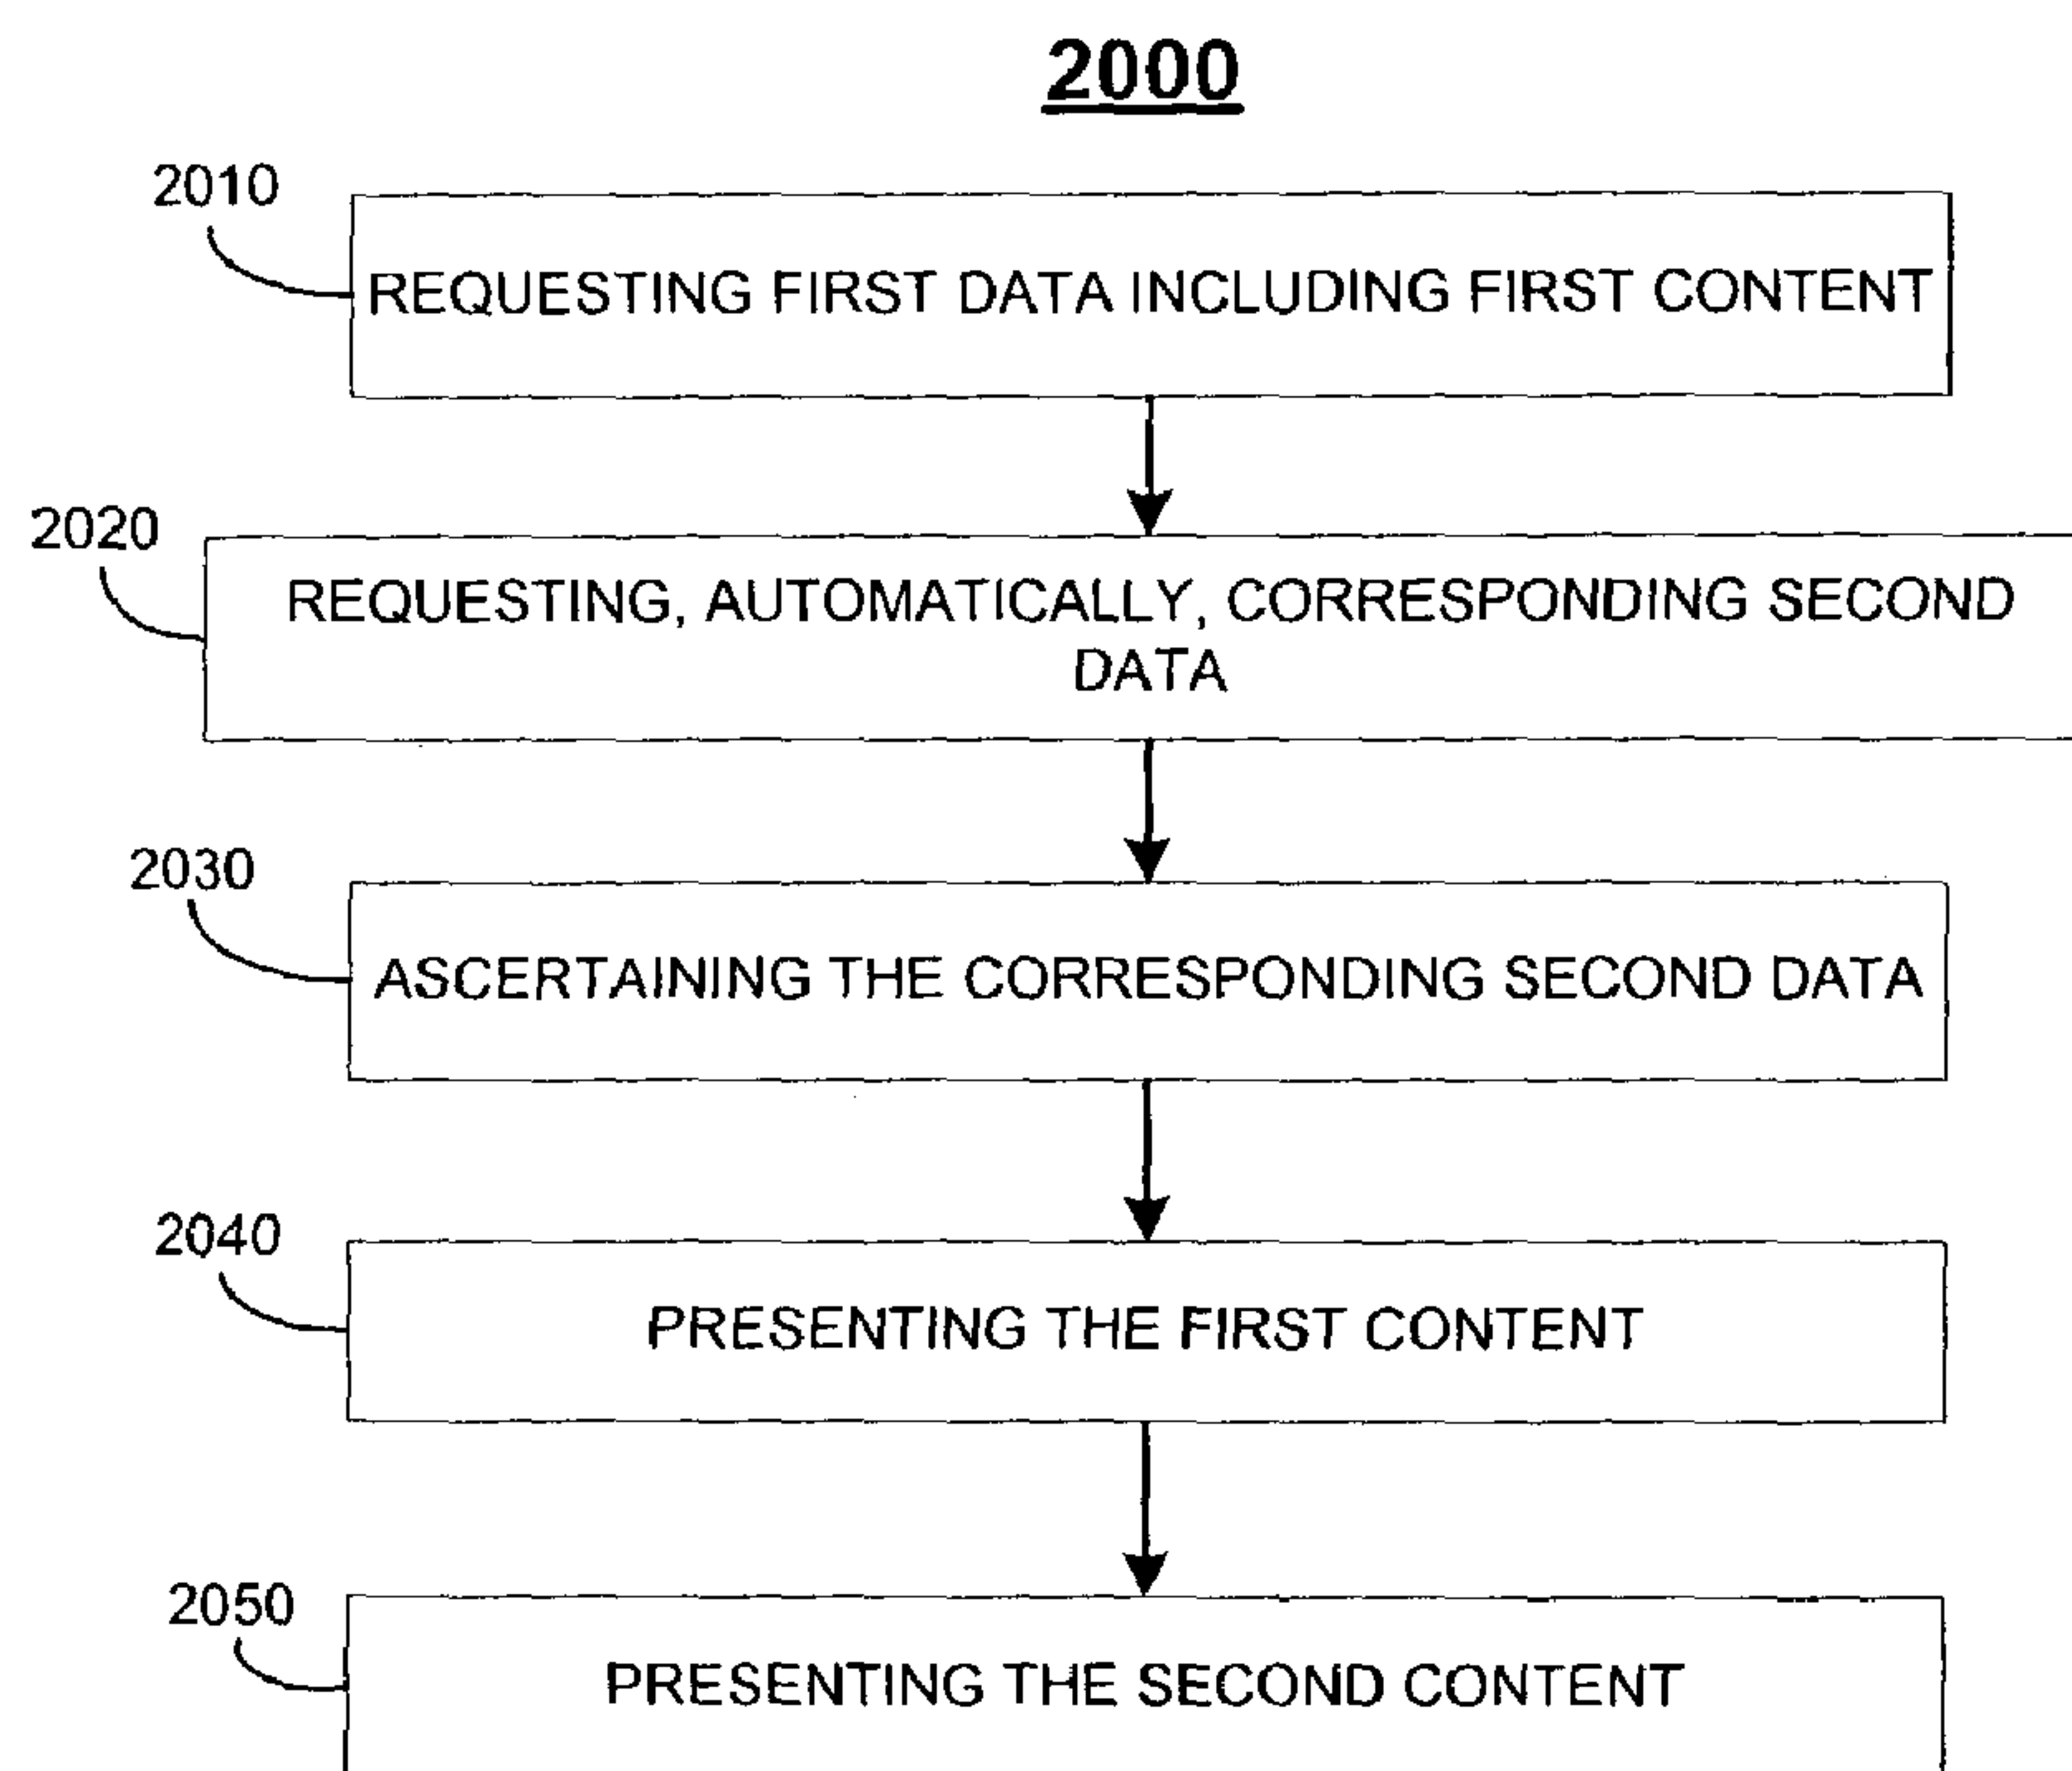 2000
2010
REQUESTING FIRST DATA INCLUDING FIRST CONTENT
2020
REQUESTING, AUTOMATICALLY, CORRESPONDING SECOND
DATA
2030
ASCERTAINING THE CORRESPONDING SECOND DATA
2040
PRESENTING THE FIRST CONTENT
2050
PRESENTING THE SECOND CONTENT